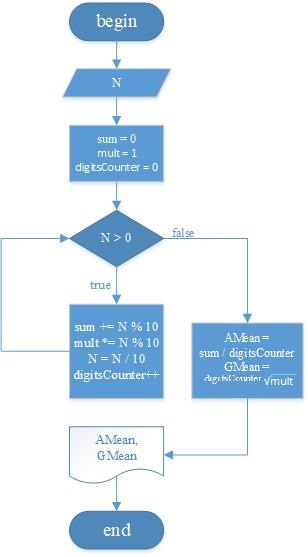 begin
N
sum = 0
mult = 1
digitsCounter = 0
N > 0
false
true
sum += N % 10
mult *= N % 10
N = N / 10
digitsCounter++
AMean =
sum / digitsCounter
GMean =
digitsCounter√mult
AMean,
GMean
end